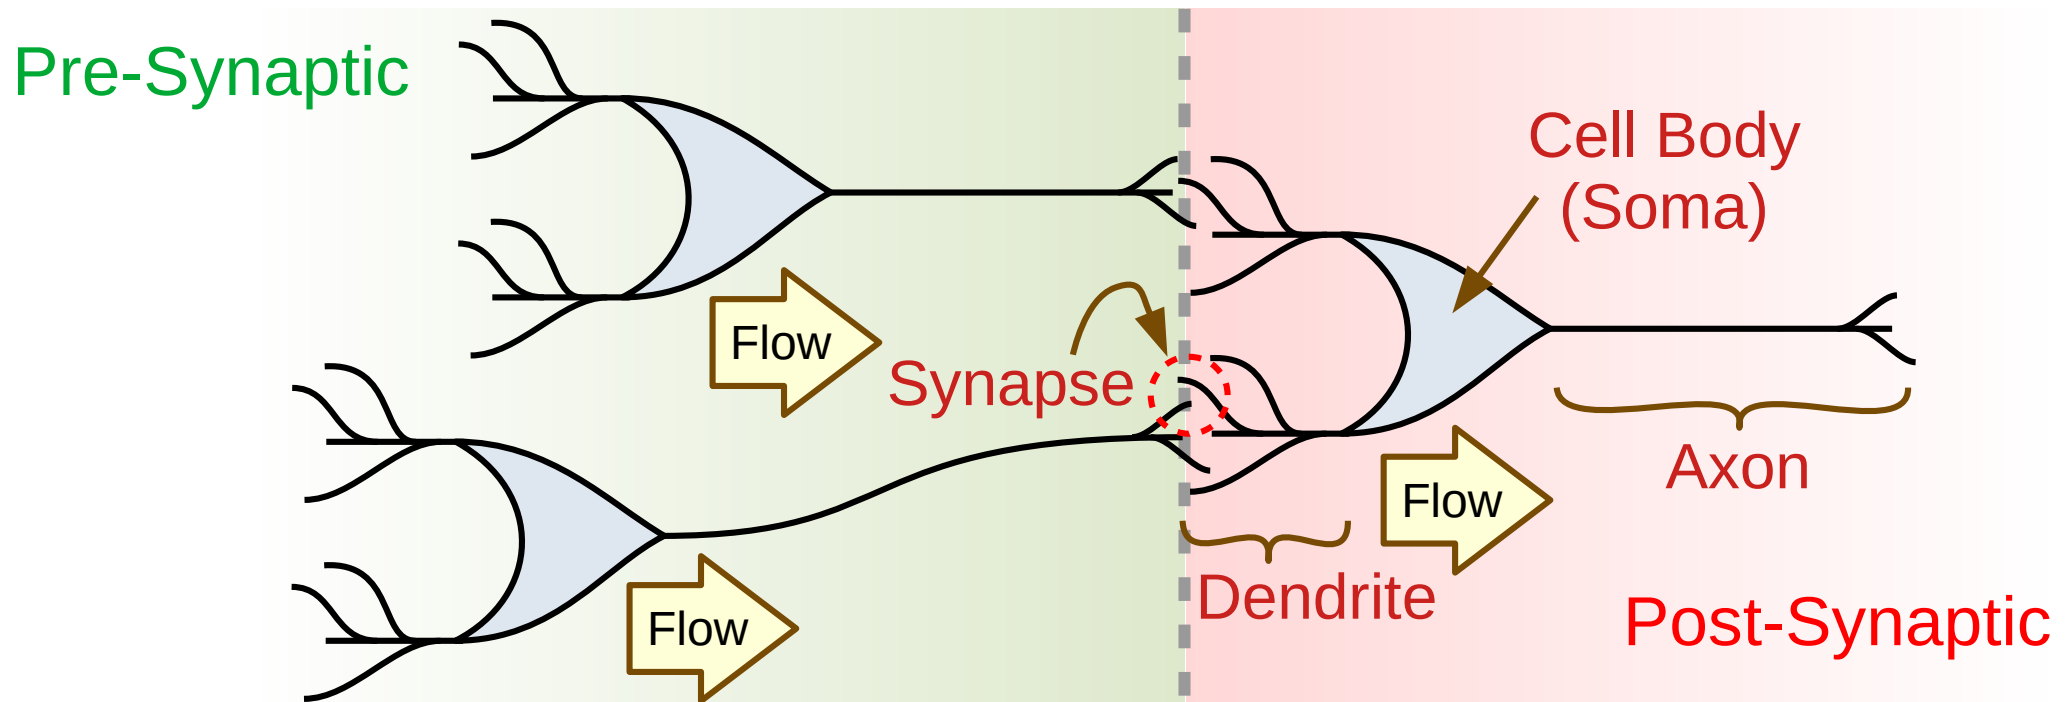 Pre-Synaptic
Cell Body
(Soma)
Flow
Synapse
Axon
Flow
Dendrite
Flow
Post-Synaptic